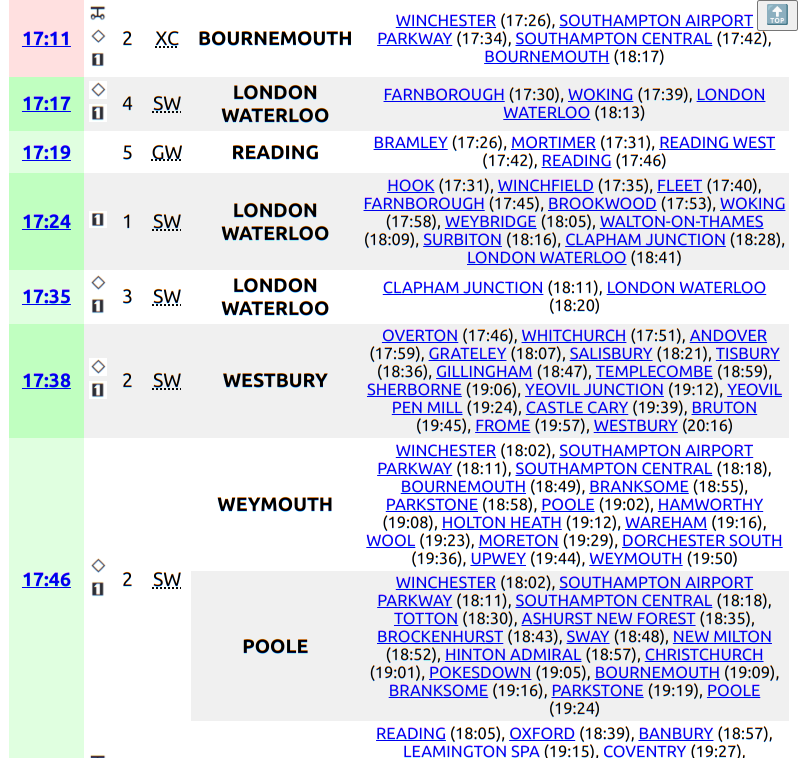 TOP
17:11 1 2 XC BOURNEMOUTH WINCHESTER (17:26), SOUTHAMPTON AIRPORT
PARKWAY (17:34), SOUTHAMPTON CENTRAL (17:42),
BOURNEMOUTH (18:17)
17:17 1 4 SW LONDON WATERLOO FARNBOROUGH (17:30), WOKING (17:39), LONDON
WATERLOO (18:13)
17:19 5 GW READING BRAMLEY (17:26), MORTIMER (17:31), READING WEST
(17:42), READING (17:46)
17:24 1 1 SW LONDON WATERLOO HOOK (17:31), WINCHFIELD (17:35), FLEET (17:40),
FARNBOROUGH (17:45), BROOKWOOD (17:53), WOKING
(17:58), WEYBRIDGE (18:05), WALTON-ON-THAMES
(18:09), SURBITON (18:16), CLAPHAM JUNCTION (18:28),
LONDON WATERLOO (18:41)
17:35 1 3 SW LONDON WATERLOO CLAPHAM JUNCTION (18:11), LONDON WATERLOO
(18:20)
17:38 1 2 SW WESTBURY OVERTON (17:46), WHITCHURCH (17:51), ANDOVER
(17:59), GRATELEY (18:07), SALISBURY (18:21), TISBURY
(18:36), GILLINGHAM (18:47), TEMPLECOMBE (18:59),
SHERBORNE (19:06), YEOVIL JUNCTION (19:12), YEOVIL
PEN MILL (19:24), CASTLE CARY (19:39), BRUTON
(19:45), FROME (19:57), WESTBURY (20:16)
17:46 1 2 SW WEYMOUTH WINCHESTER (18:02), SOUTHAMPTON AIRPORT
PARKWAY (18:11), SOUTHAMPTON CENTRAL (18:18),
BOURNEMOUTH (18:49), BRANKSOME (18:55),
PARKSTONE (18:58), POOLE (19:02), HAMWORTHY
(19:08), HOLTON HEATH (19:12), WAREHAM (19:16),
WOOL (19:23), MORETON (19:29), DORCHESTER SOUTH
(19:36), UPWEY (19:44), WEYMOUTH (19:50)
POOLE WINCHESTER (18:02), SOUTHAMPTON AIRPORT
PARKWAY (18:11), SOUTHAMPTON CENTRAL (18:18),
TOTTON (18:30), ASHURST NEW FOREST (18:35),
BROCKENHURST (18:43), SWAY (18:48), NEW MILTON
(18:52), HINTON ADMIRAL (18:57), CHRISTCHURCH
(19:01), POKESDOWN (19:05), BOURNEMOUTH (19:09),
BRANKSOME (19:16), PARKSTONE (19:19), POOLE
(19:24)
READING (18:05), OXFORD (18:39), BANBURY (18:57),
LEAMINGTON SPA (19:15), COVENTRY (19:27),